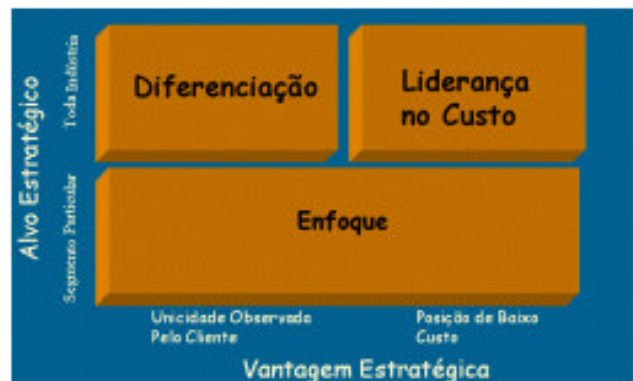 Alvo Estratégico
Toda Indústria
Diferenciação
Liderança
no Custo
Segmento Particular
Enfoque
Unicidade Observada
Pelo Cliente
Posição de Baixo
Custo
Vantagem Estratégica